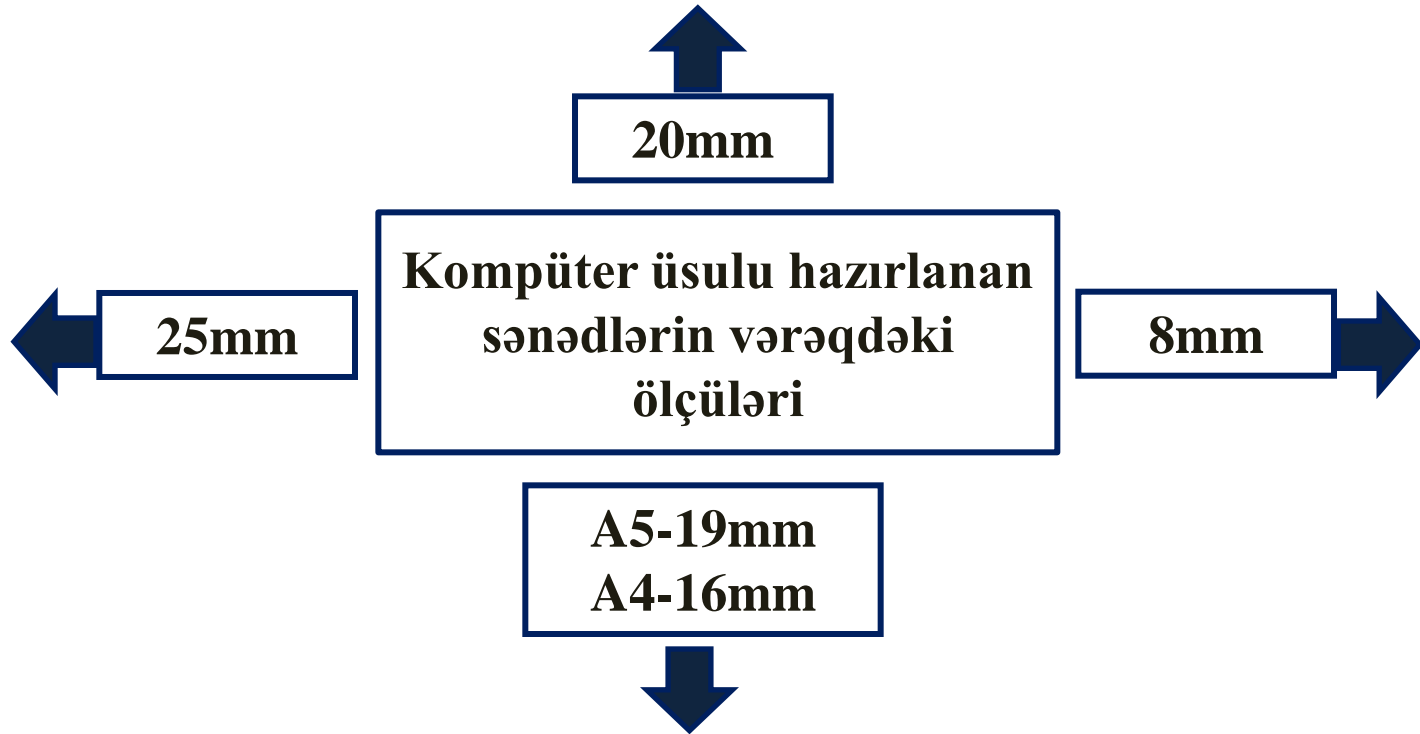 20mm
Kompüter üsulu hazırlanan
sənədlərin vərəqdəki
ölçüləri
25mm
8mm
A5-19mm
A4-16mm